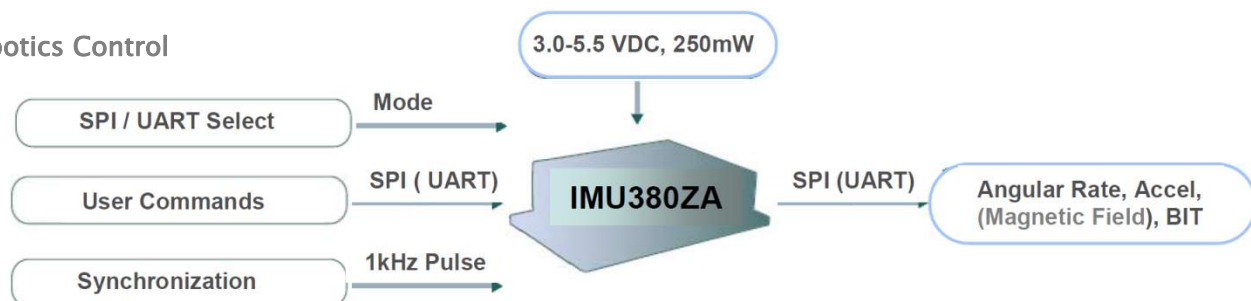 botics Control
3.0-5.5 VDC, 250mW
SPI / UART Select
Mode
User Commands
SPI ( UART)
IMU380ZA
SPI (UART)
Angular Rate, Accel,
(Magnetic Field), BIT
Synchronization
1kHz Pulse